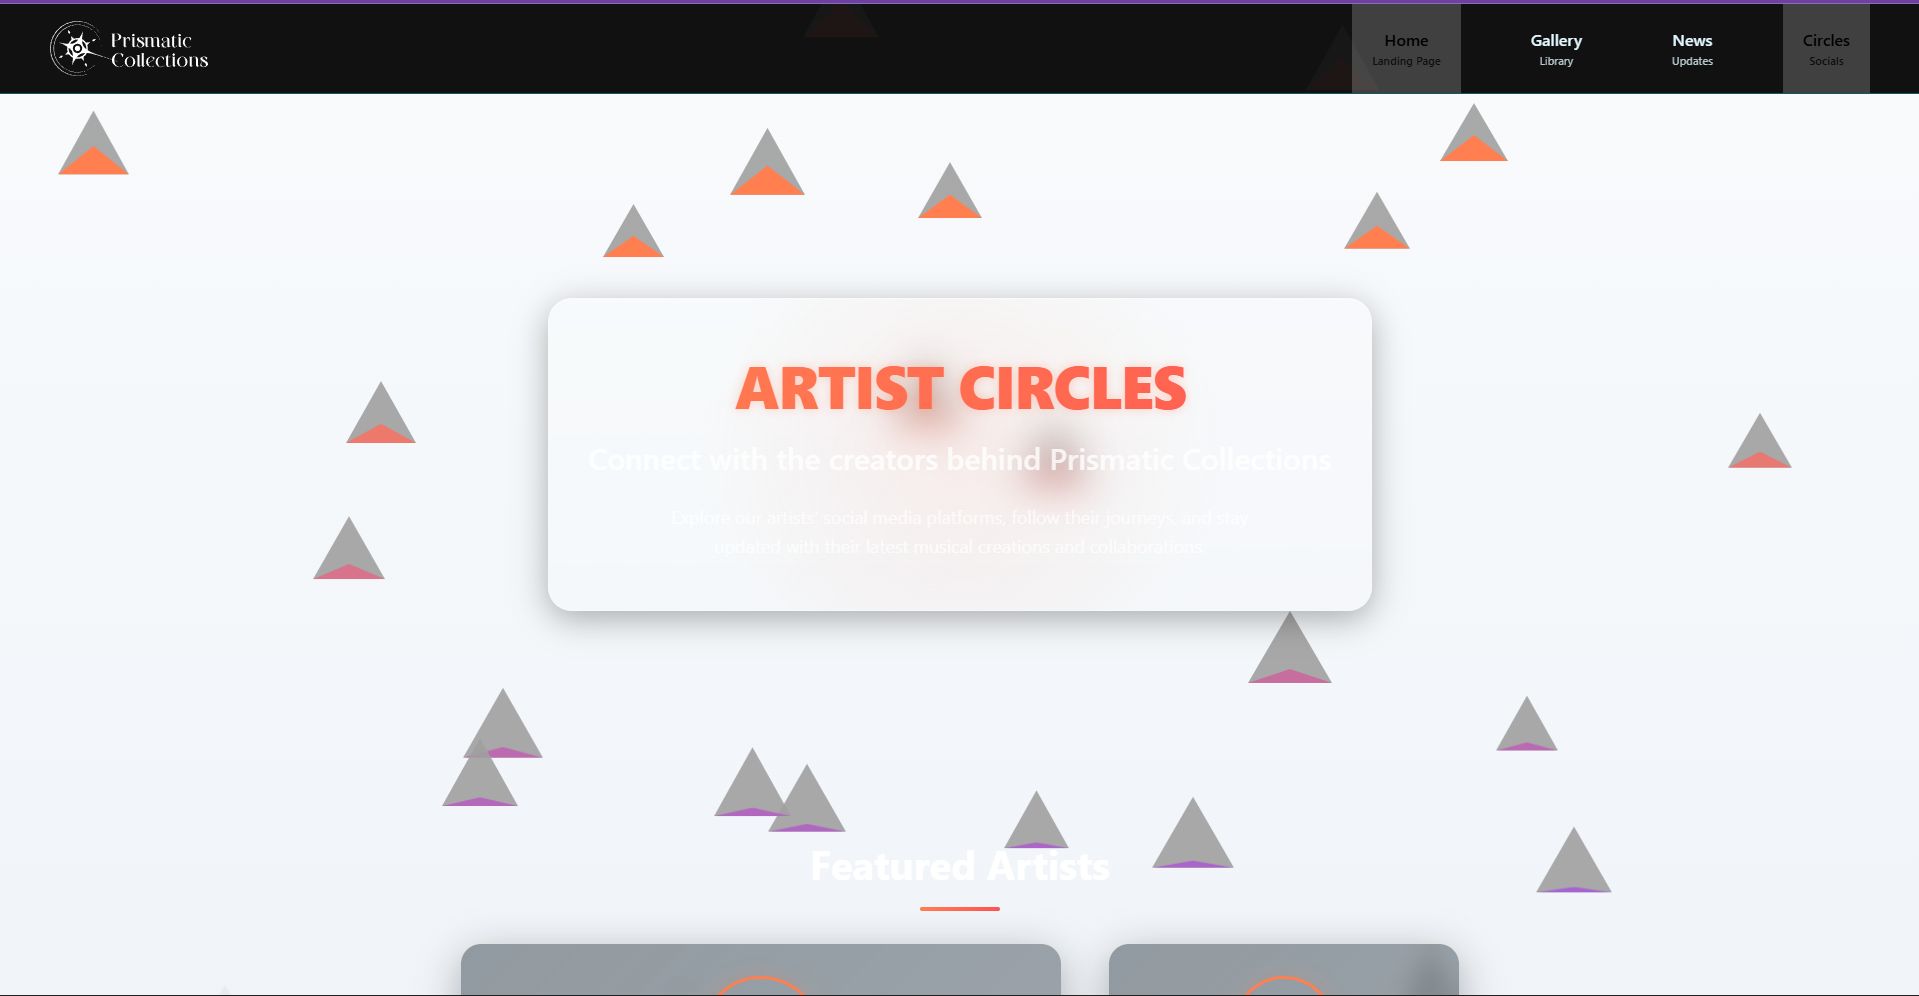 Prismatic
Collections
Home
Landing Page
Gallery
Library
News
Updates
Circles
Socials
ARTIST CIRCLES
Connect with the creators behind Prismatic Collections
Explore our artists' social media platforms, follow their journeys, and stay
updated with their latest musical creations and collaborations.
Featured Artists